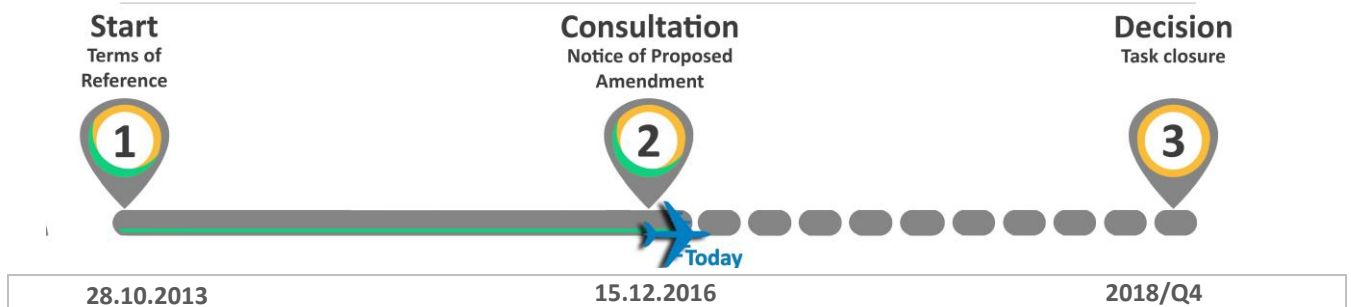 Start
Terms of
Reference
1
Consultation
Notice of Proposed
Amendment
2
Decision
Task closure
3
Today
28.10.2013
15.12.2016
2018/Q4